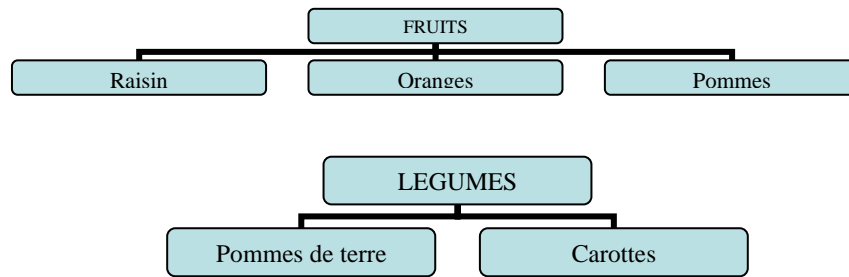 FRUITS
Raisin Oranges Pommes
LEGUMES
Pommes de terre Carottes